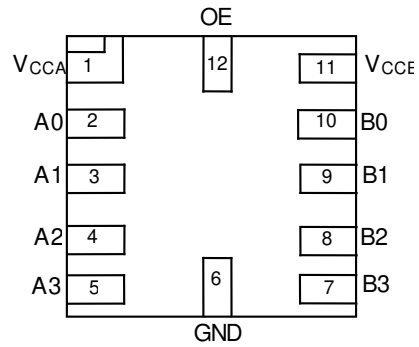 OE
VCCA 1 12 11 VCCB
A0 2 10 B0
A1 3 9 B1
A2 4 8 B2
A3 5 6 7 B3
GND